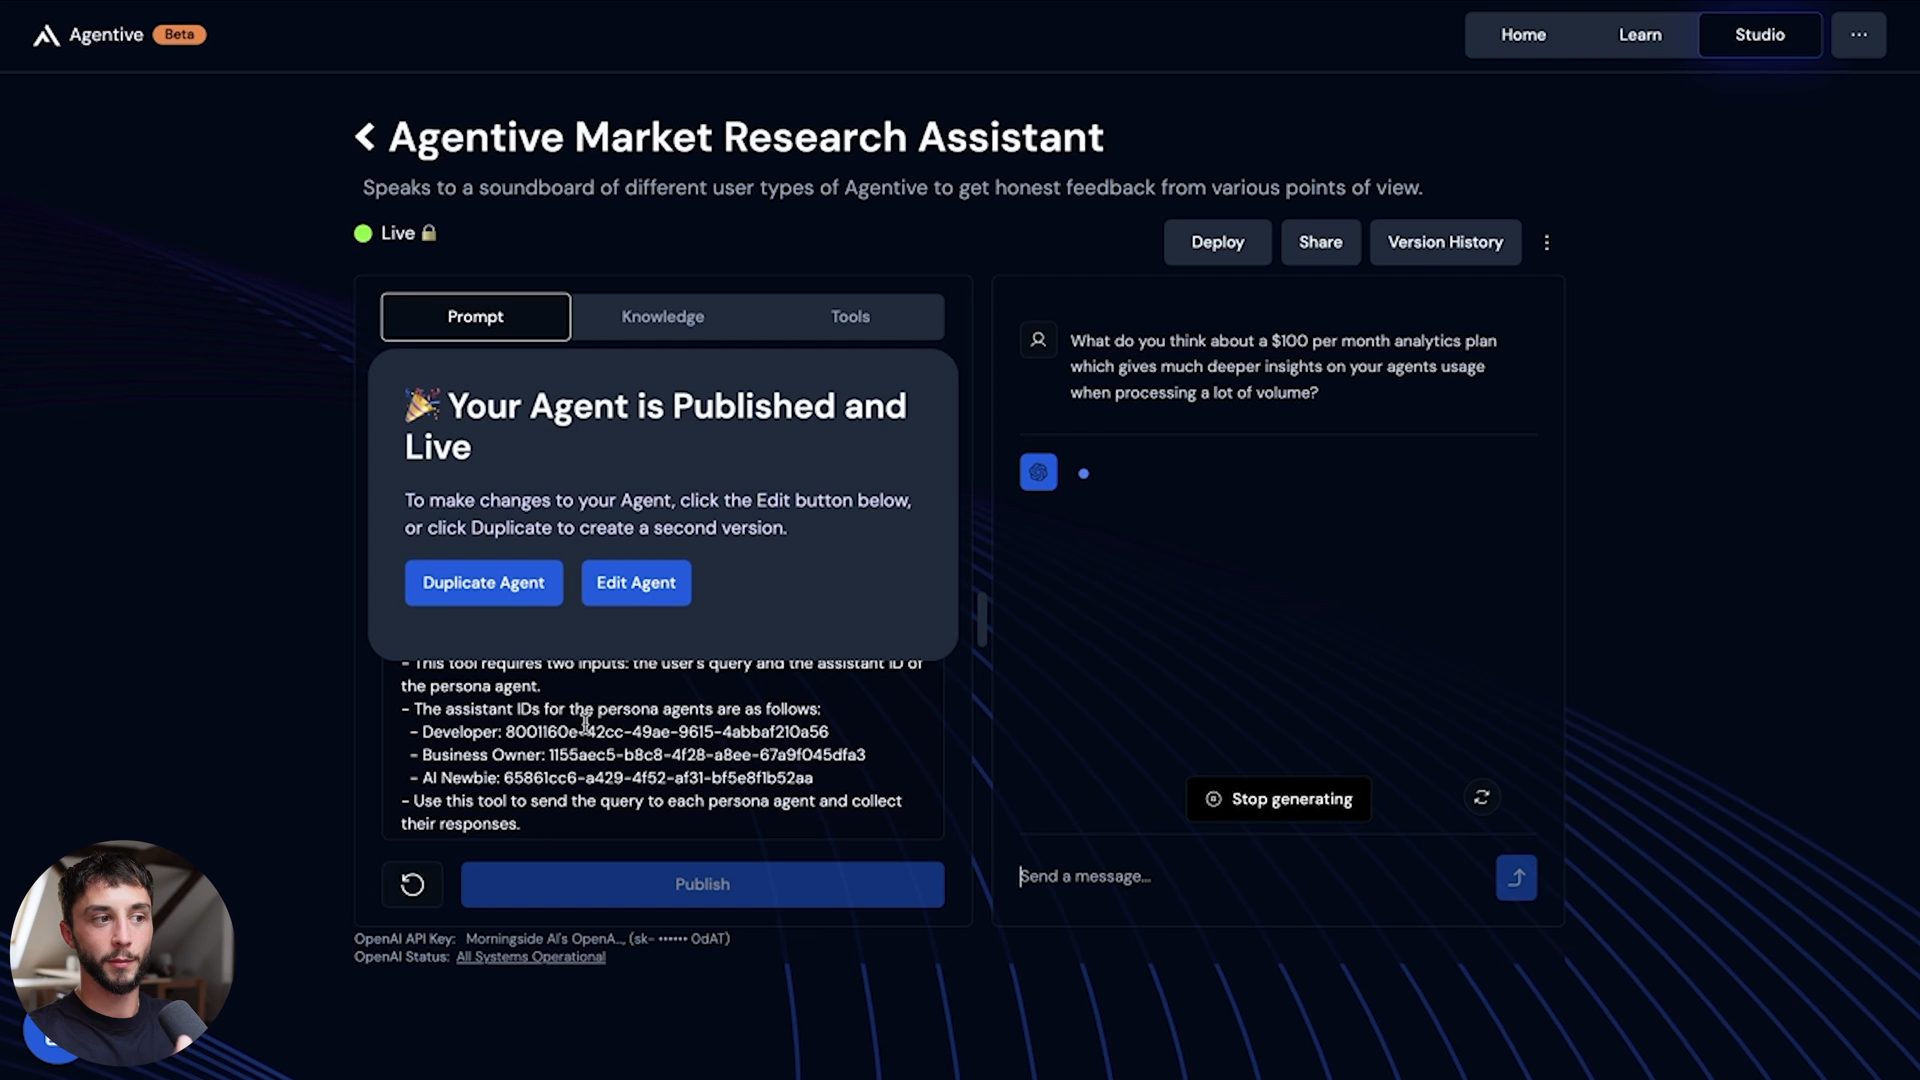 Agentive Beta
Home Learn Studio ...
Agentive Market Research Assistant
Speaks to a soundboard of different user types of Agentive to get honest feedback from various points of view.
Live
Deploy Share Version History
Prompt Knowledge Tools
Your Agent is Published and
Live
To make changes to your Agent, click the Edit button below,
or click Duplicate to create a second version.
Duplicate Agent Edit Agent
- This tool requires two inputs: the user's query and the assistant ID of
the persona agent.
- The assistant IDs for the persona agents are as follows:
- Developer: 8001160e-42cc-49ae-9615-4abbaf210a56
- Business Owner: 1155aec5-b8c8-4f28-a8ee-67a9f045dfa3
- AI Newbie: 65861cc6-a429-4f52-af31-bf5e8f1b52aa
- Use this tool to send the query to each persona agent and collect
their responses.
Publish
OpenAI API Key: Morningside AI's OpenA..., (sk- •••••• 0dAT)
OpenAI Status: All Systems Operational
What do you think about a $100 per month analytics plan
which gives much deeper insights on your agents usage
when processing a lot of volume?
Stop generating
Send a message...